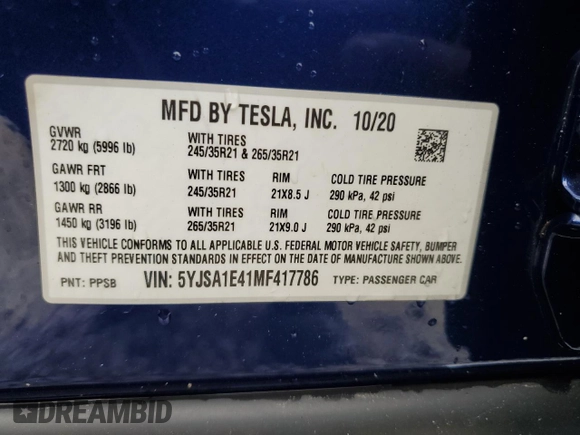 MFD BY TESLA, INC. 10/20
GVWR
2720 kg (5996 lb)
WITH TIRES
245/35R21 & 265/35R21
GAWR FRT
1300 kg (2866 lb)
WITH TIRES
245/35R21
RIM
21X8.5 J
COLD TIRE PRESSURE
290 kPa, 42 psi
GAWR RR
1450 kg (3196 lb)
WITH TIRES
265/35R21
RIM
21X9.0 J
COLD TIRE PRESSURE
290 kPa, 42 psi
THIS VEHICLE CONFORMS TO ALL APPLICABLE U.S. FEDERAL MOTOR VEHICLE SAFETY, BUMPER
AND THEFT PREVENTION STANDARDS IN EFFECT ON THE DATE OF MANUFACTURE SHOWN ABOVE.
PNT: PPSB VIN: 5YJSA1E41MF417786 TYPE: PASSENGER CAR
DREAMBID